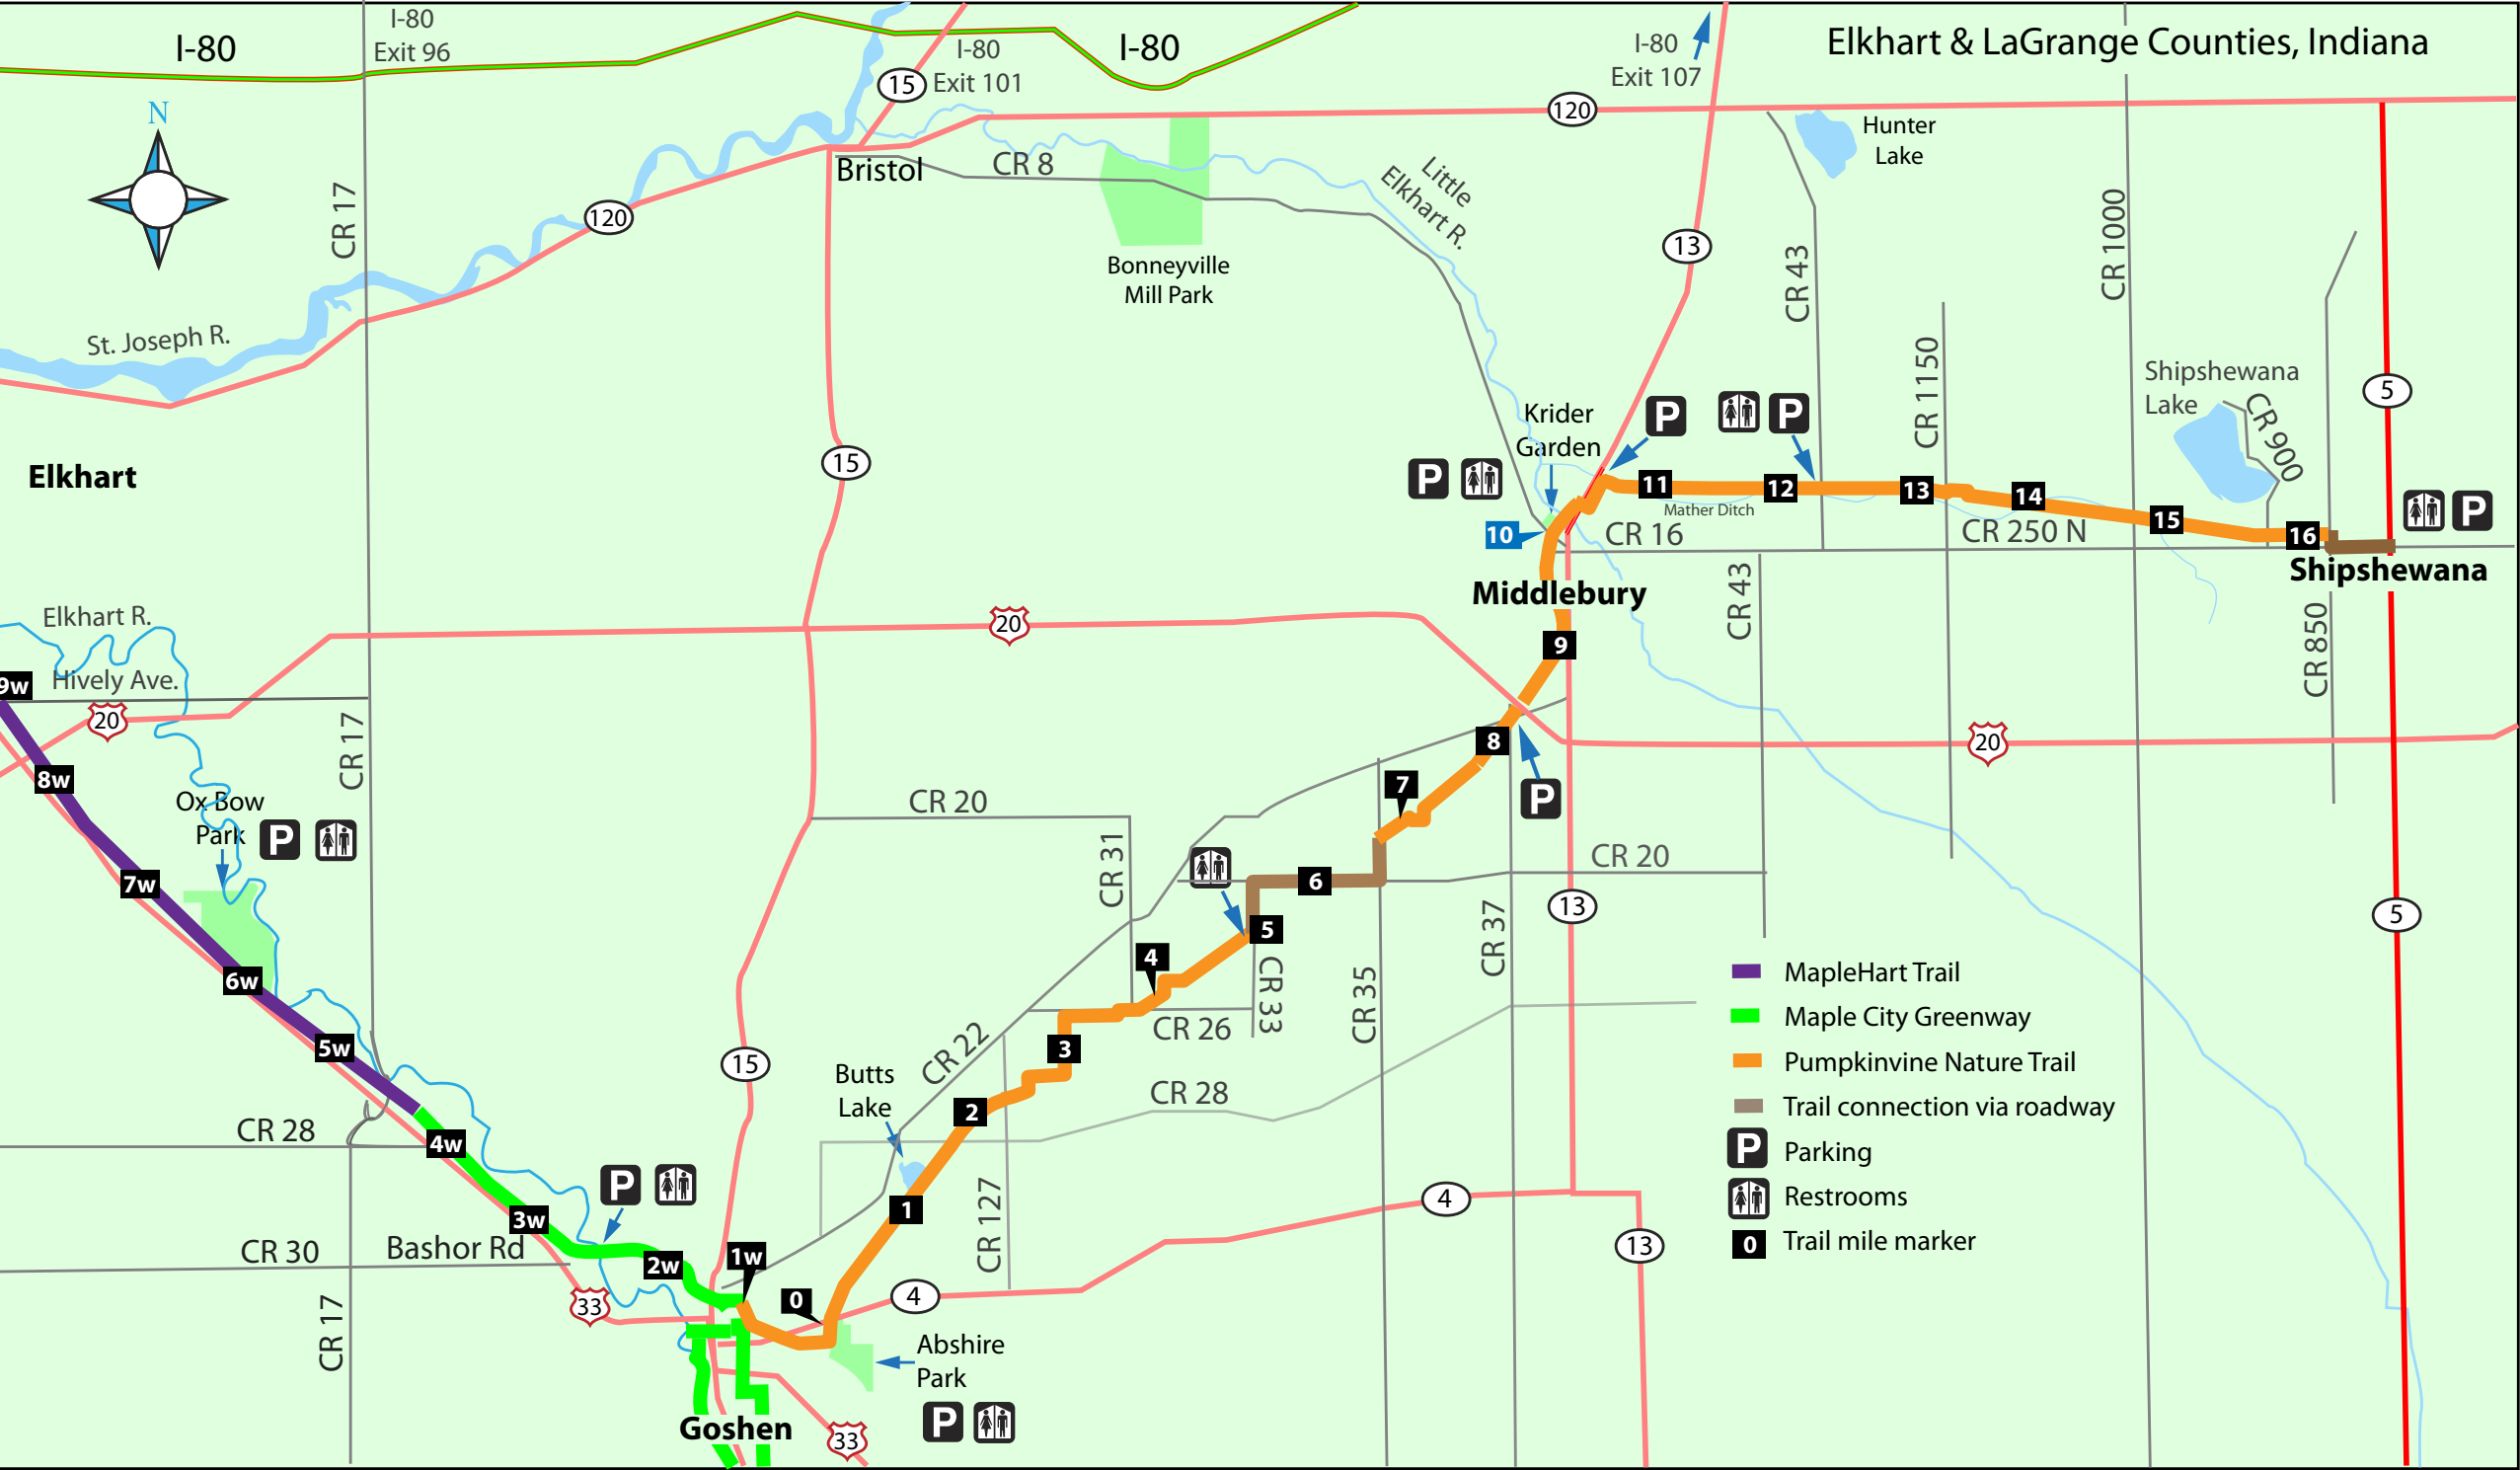 I-80
I-80
Exit 96
I-80
Exit 101
I-80
I-80
Exit 107
Elkhart & LaGrange Counties, Indiana
N
15
120
Hunter
Lake
Bristol
CR 8
Little
Elkhart R.
CR 17
120
13
CR 43
CR 1000
Bonneyville
Mill Park
St. Joseph R.
Shipshewana
Lake
CR 900
5
CR 1150
Krider
Garden
P
P
P
15
Elkhart
11
12
13
14
15
16
P
Mather Ditch
10
CR 16
CR 250 N
Shipshewana
Middlebury
CR 43
CR 850
Elkhart R.
20
9
Hively Ave.
9w
20
CR 17
8
20
8w
7
P
Ox Bow
Park
P
CR 20
CR 31
CR 20
7w
6
13
CR 37
5
5
4
6w
CR 33
CR 35
MapleHart Trail
Maple City Greenway
Pumpkinvine Nature Trail
Trail connection via roadway
P
Parking
Restrooms
0
Trail mile marker
CR 26
5w
3
15
CR 22
Butts
Lake
CR 28
2
CR 28
4w
P
1
CR 127
4
3w
Bashor Rd
CR 30
2w
1w
13
0
4
33
CR 17
Abshire
Park
P
Goshen
33